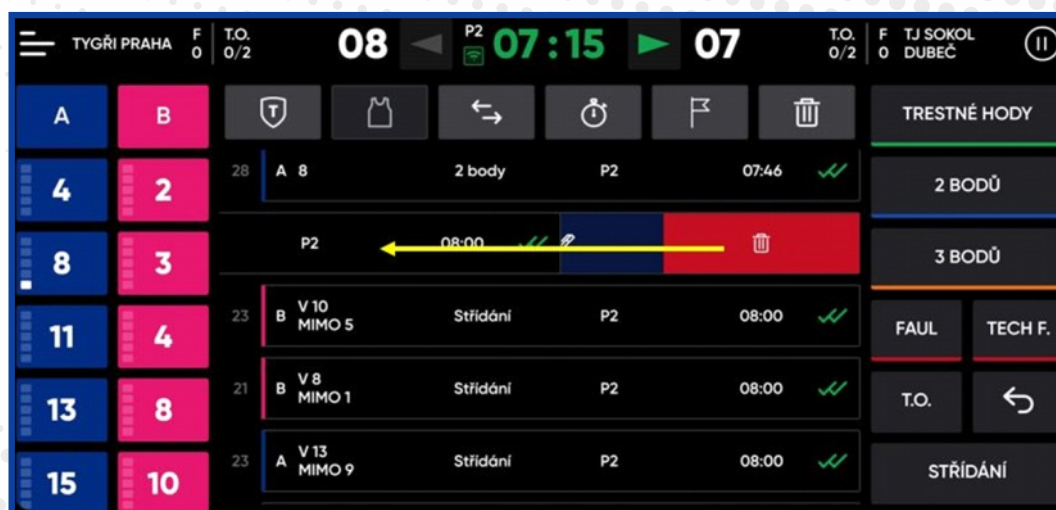 TYGŘI PRAHA F 0 T.O. 0/2 08 P2 07:15 07 T.O. 0/2 F 0 TJ SOKOL DUBEČ
A B T TRESTNÉ HODY
28 A 8 2 body P2 07:46
4 2 2 BODŮ
P2 08:00
8 3 3 BODŮ
23 B V 10 MIMO 5 Střídání P2 08:00
11 4 FAUL TECH F.
21 B V 8 MIMO 1 Střídání P2 08:00
13 8 T.O.
23 A V 13 MIMO 9 Střídání P2 08:00
15 10 STŘÍDÁNÍ